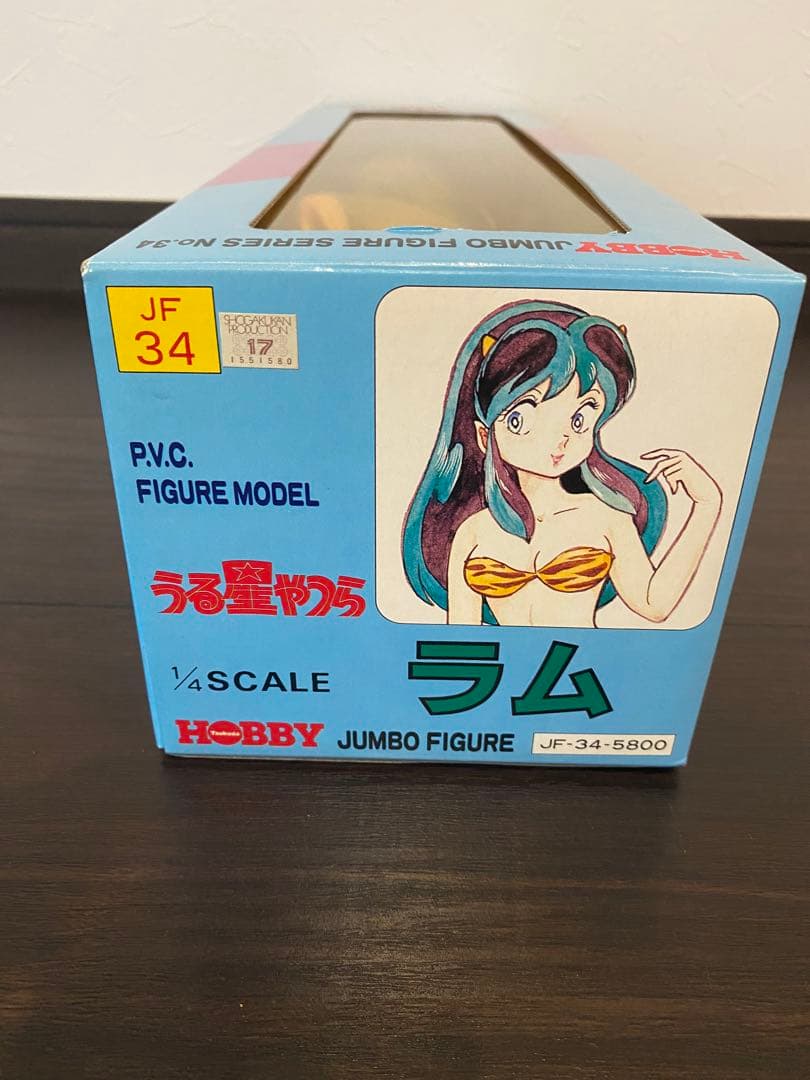 HOBBY JUMBO FIGURE SERIES No.34
JF
34
SHOGAKUKAN
PRODUCTION
17
1551580
P.V.C.
FIGURE MODEL
うる星やつら
1/4 SCALE
ラム
HOBBY
Tsukuda
JUMBO FIGURE
JF-34-5800